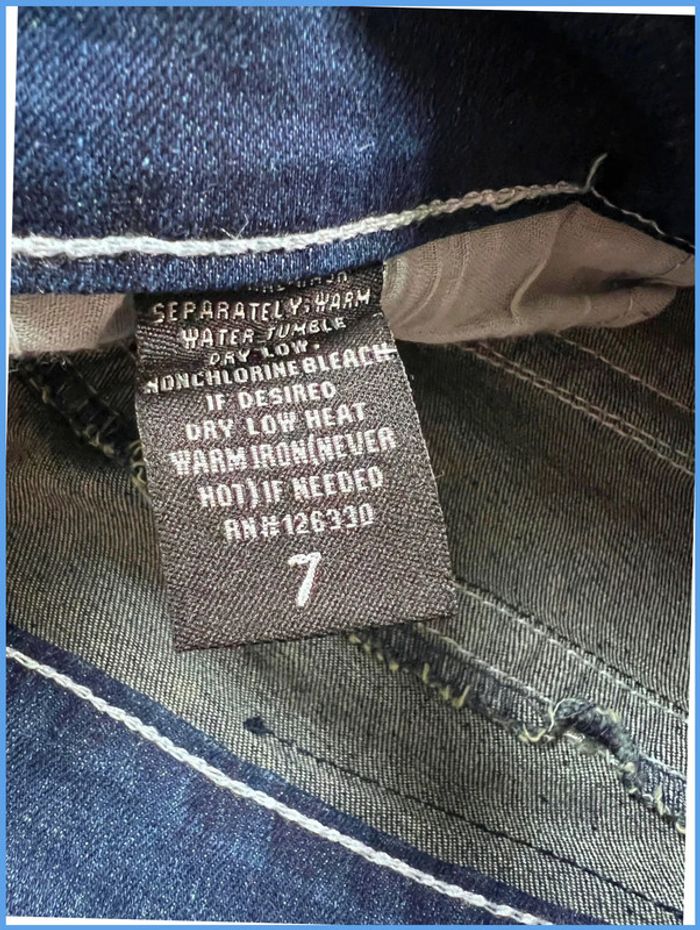 SEPARATELY;WARM
WATER TUMBLE
DRY LOW.
NONCHLORINE BLEACH
IF DESIRED
DRY LOW HEAT
WARM IRON(NEVER
HOT)IF NEEDED
RN#126330
7